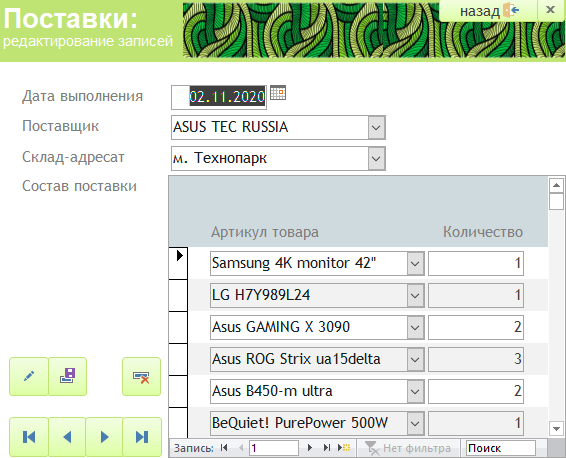 Поставки:
редактирование записей
назад
Дата выполнения 02.11.2020
Поставщик ASUS TEC RUSSIA
Склад-адресат м. Технопарк
Состав поставки
Артикул товара Количество
Samsung 4K monitor 42" 1
LG H7Y989L24 1
Asus GAMING X 3090 2
Asus ROG Strix ua15delta 3
Asus B450-m ultra 2
BeQuiet! PurePower 500W 1
Запись: 1 Нет фильтра Поиск